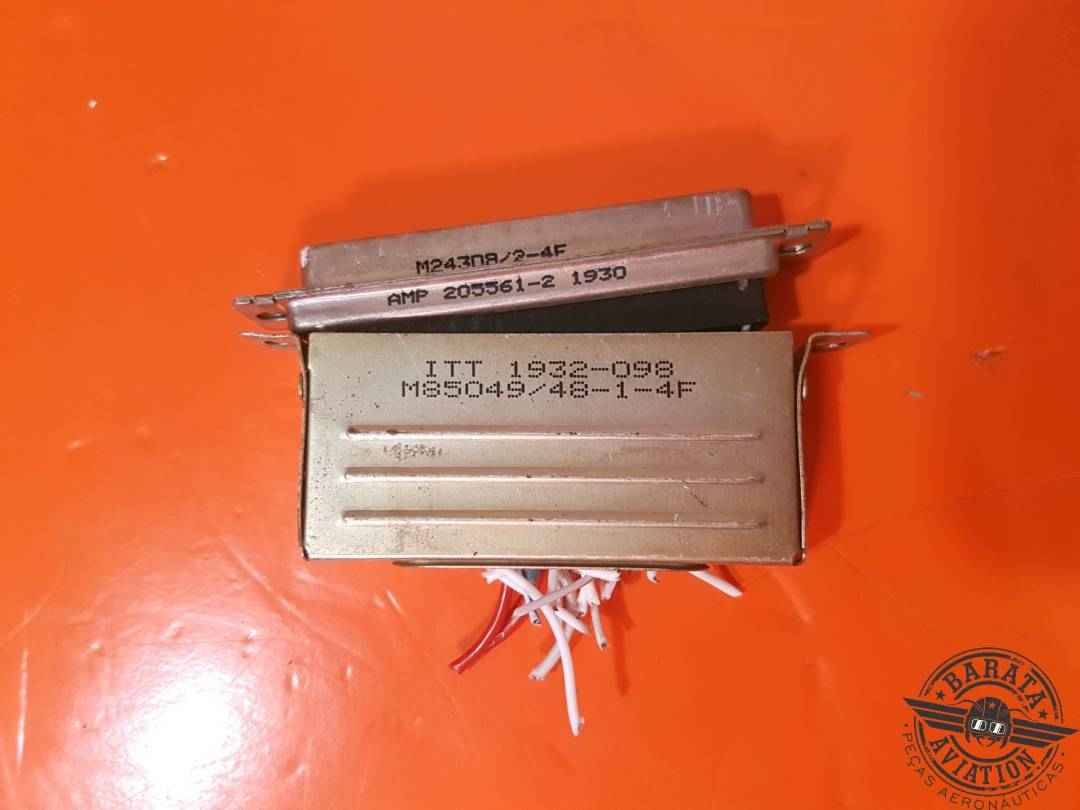 M24308/2-4F
AMP 205561-2 1930
ITT 1932-098
M85049/48-1-4F
BARATA
AVIATION
PEÇAS AERONÁUTICAS